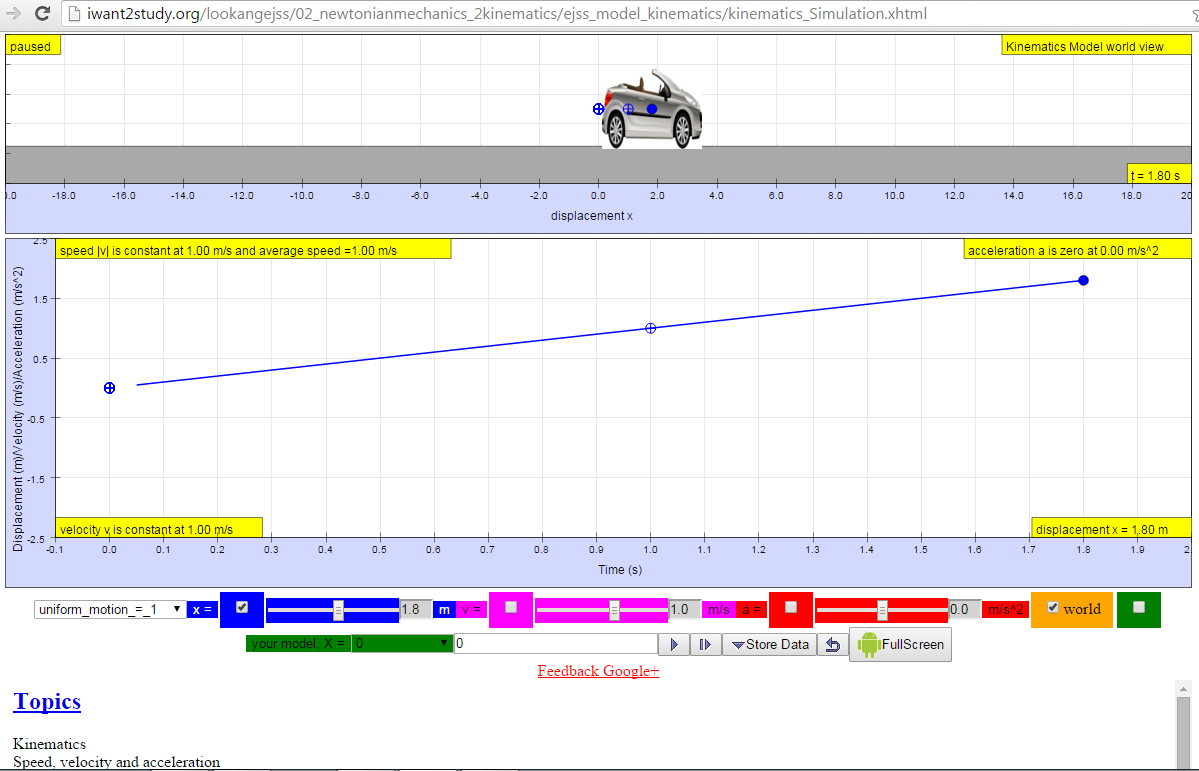 iwant2study.org/lookangejss/02_newtonianmechanics_2kinematics/ejss_model_kinematics/kinematics_Simulation.xhtml
paused
Kinematics Model world view
t = 1.80 s
.0 -18.0 -16.0 -14.0 -12.0 -10.0 -8.0 -6.0 -4.0 -2.0 0.0 2.0 4.0 6.0 8.0 10.0 12.0 14.0 16.0 18.0 20
displacement x
speed |v| is constant at 1.00 m/s and average speed =1.00 m/s
acceleration a is zero at 0.00 m/s^2
Displacement (m)/Velocity (m/s)/Acceleration (m/s^2)
2.5
1.5
0.5
-0.5
-1.5
-2.5
velocity v is constant at 1.00 m/s
displacement x = 1.80 m
-0.1 0.0 0.1 0.2 0.3 0.4 0.5 0.6 0.7 0.8 0.9 1.0 1.1 1.2 1.3 1.4 1.5 1.6 1.7 1.8 1.9 2.
Time (s)
uniform_motion_=_1 x = 1.8 m v = 1.0 m/s a = 0.0 m/s^2 world
your model, X = 0 0 Store Data FullScreen
Feedback Google+
Topics
Kinematics
Speed, velocity and acceleration